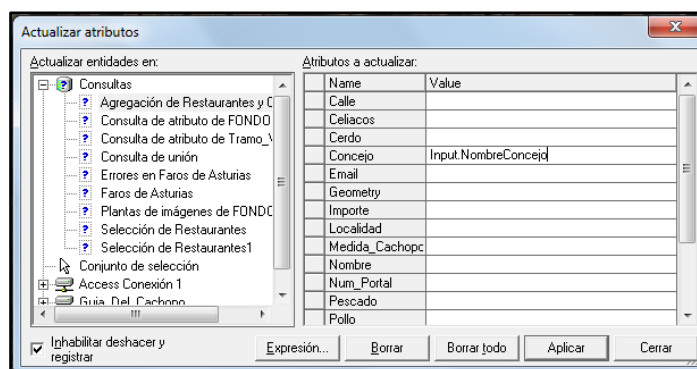 Actualizar atributos
Actualizar entidades en:
Consultas
Agregación de Restaurantes y C
Consulta de atributo de FONDO
Consulta de atributo de Tramo_V
Consulta de unión
Errores en Faros de Asturias
Faros de Asturias
Plantas de imágenes de FONDO
Selección de Restaurantes
Selección de Restaurantes1
Conjunto de selección
Access Conexión 1
Guia_Del_Cachopo
Atributos a actualizar:
Name Value
Calle
Celiacos
Cerdo
Concejo Input.NombreConcejo
Email
Geometry
Importe
Localidad
Medida_Cachopo
Nombre
Num_Portal
Pescado
Pollo
Inhabilitar deshacer y
registrar
Expresión...
Borrar
Borrar todo
Aplicar
Cerrar